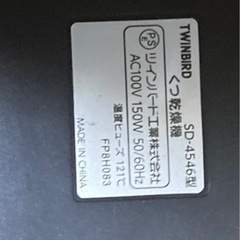 TWINBIRD
くつ乾燥機 SD-4546型
PSE ツインバード工業株式会社
AC100V 150W 50/60Hz
温度ヒューズ 121℃
FP8H083
MADE IN CHINA